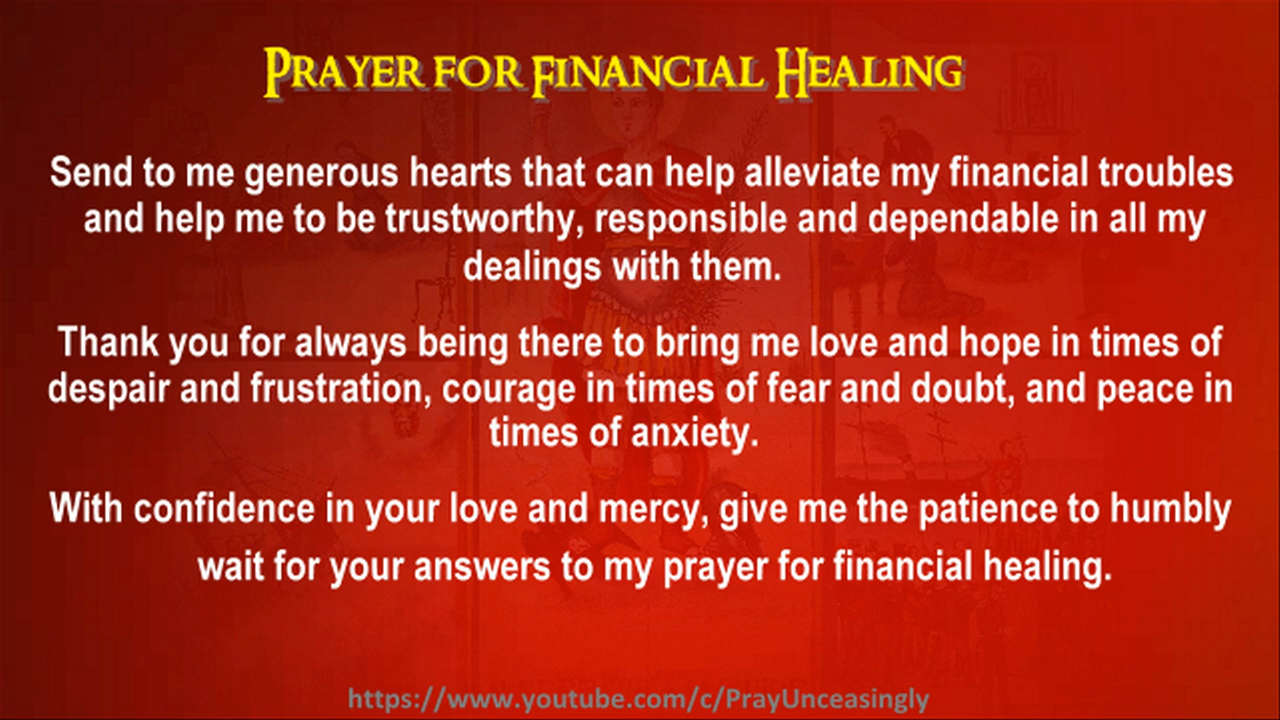 Prayer for Financial Healing
Send to me generous hearts that can help alleviate my financial troubles
and help me to be trustworthy, responsible and dependable in all my
dealings with them.
Thank you for always being there to bring me love and hope in times of
despair and frustration, courage in times of fear and doubt, and peace in
times of anxiety.
With confidence in your love and mercy, give me the patience to humbly
wait for your answers to my prayer for financial healing.
https://www.youtube.com/c/PrayUnceasingly